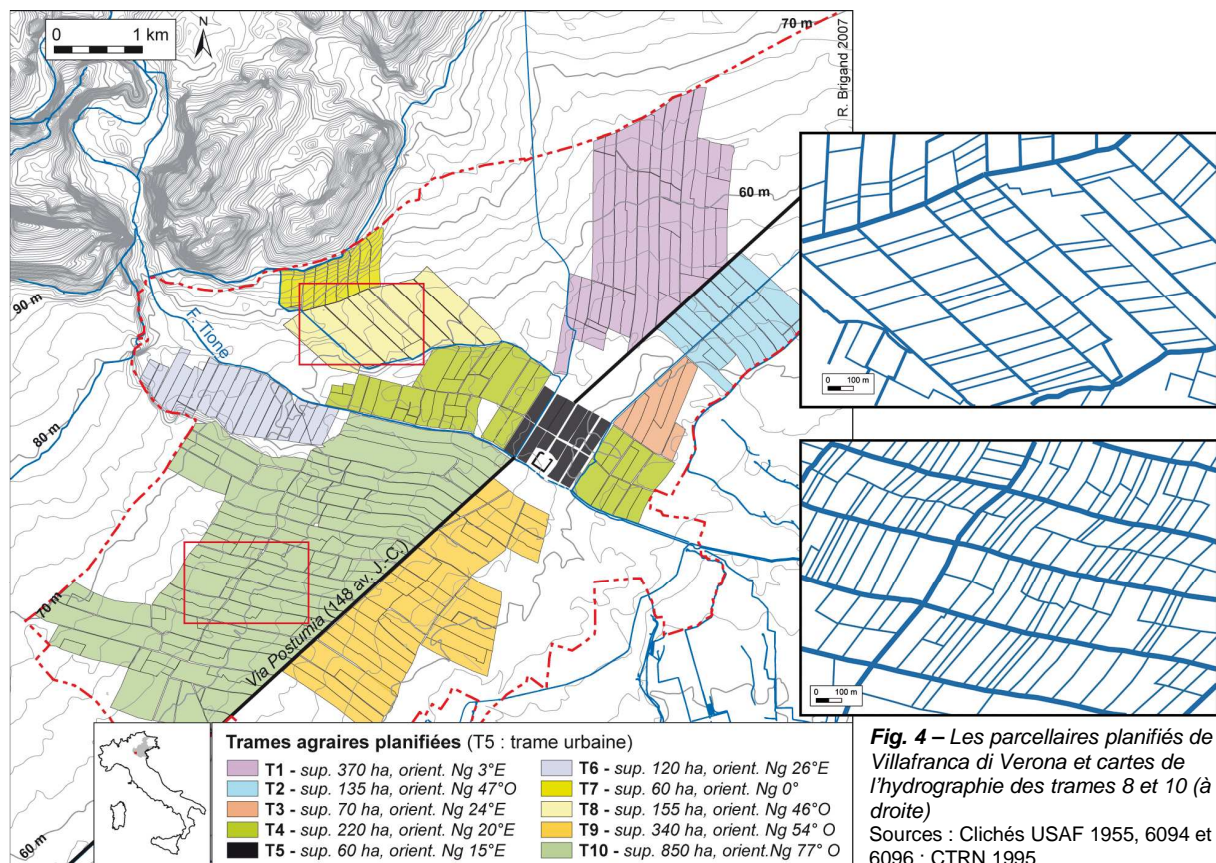 0 1 km
N
70 m
R. Brigand 2007
60 m
90 m
F. Tione
80 m
0 100 m
70 m
Via Postumia (148 av. J.-C.)
0 100 m
60 m
Trames agraires planifiées (T5 : trame urbaine)
T1 - sup. 370 ha, orient. Ng 3°E
T2 - sup. 135 ha, orient. Ng 47°O
T3 - sup. 70 ha, orient. Ng 24°E
T4 - sup. 220 ha, orient. Ng 20°E
T5 - sup. 60 ha, orient. Ng 15°E
T6 - sup. 120 ha, orient. Ng 26°E
T7 - sup. 60 ha, orient. Ng 0°
T8 - sup. 155 ha, orient. Ng 46°O
T9 - sup. 340 ha, orient. Ng 54° O
T10 - sup. 850 ha, orient.Ng 77° O
Fig. 4 – Les parcellaires planifiés de
Villafranca di Verona et cartes de
l'hydrographie des trames 8 et 10 (à
droite)
Sources : Clichés USAF 1955, 6094 et
6096 ; CTRN 1995